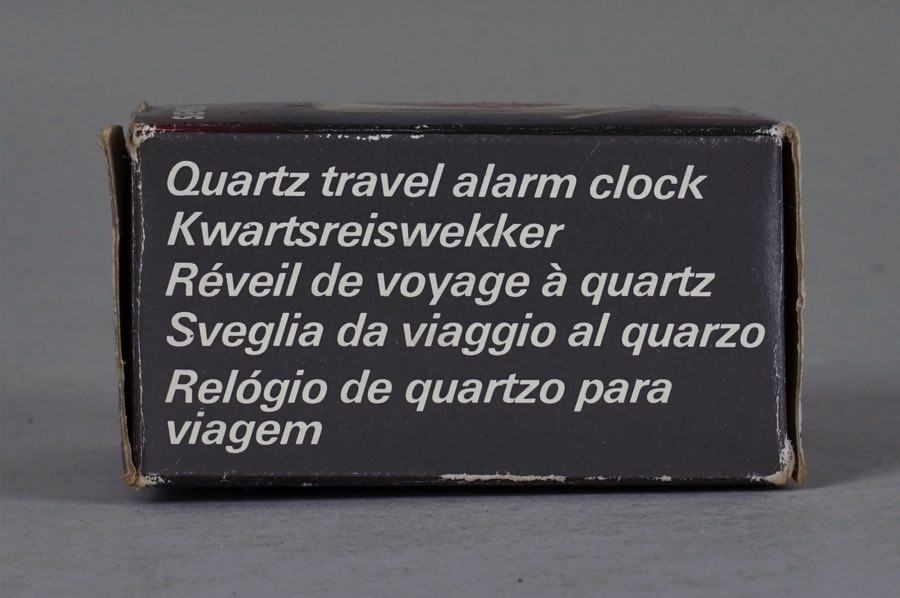 Quartz travel alarm clock
Kwartsreiswekker
Réveil de voyage à quartz
Sveglia da viaggio al quarzo
Relógio de quartzo para
viagem